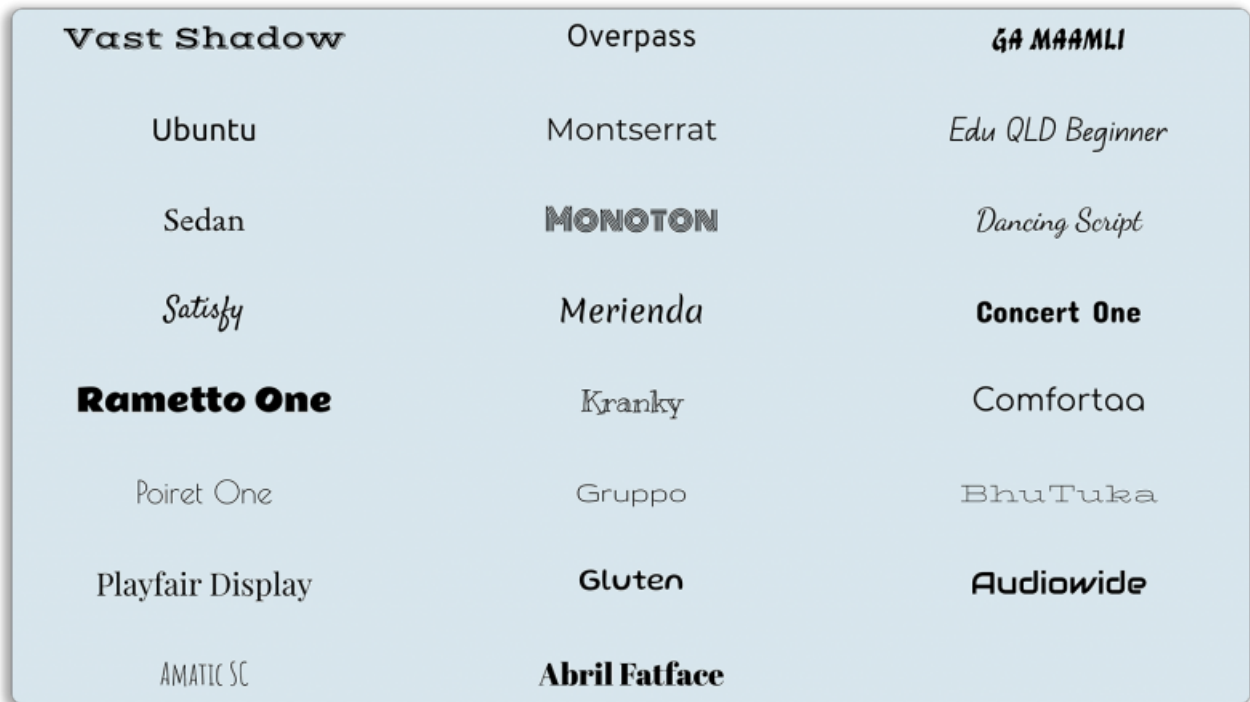 Vast Shadow
Overpass
GA MAAMLI
Ubuntu
Montserrat
Edu QLD Beginner
Sedan
MONOTON
Dancing Script
Satisfy
Merienda
Concert One
Rametto One
Kranky
Comfortaa
Poiret One
Gruppo
BhuTuka
Playfair Display
Gluten
Audiowide
AMATIC SC
Abril Fatface